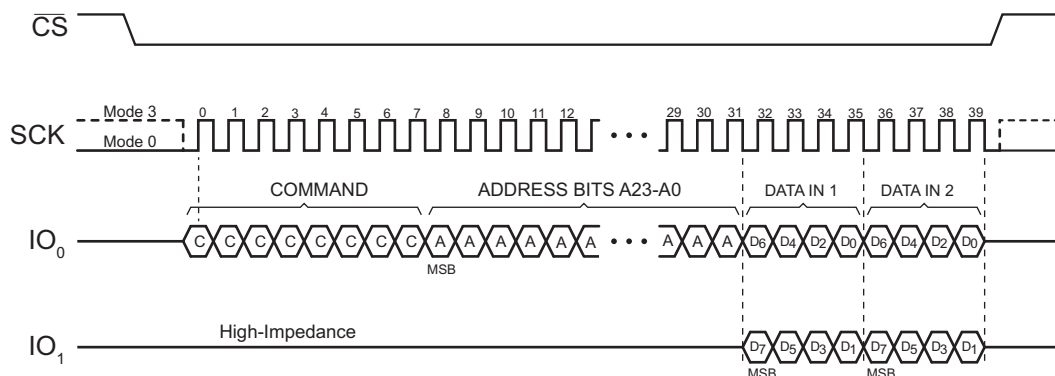 CS
Mode 3
0 1 2 3 4 5 6 7 8 9 10 11 12 29 30 31 32 33 34 35 36 37 38 39
SCK
Mode 0
COMMAND ADDRESS BITS A23-A0 DATA IN 1 DATA IN 2
IO0 C C C C C C C C A A A A A A • • • A A A D6 D4 D2 D0 D6 D4 D2 D0
MSB
High-Impedance
IO1 D7 D5 D3 D1 D7 D5 D3 D1
MSB MSB